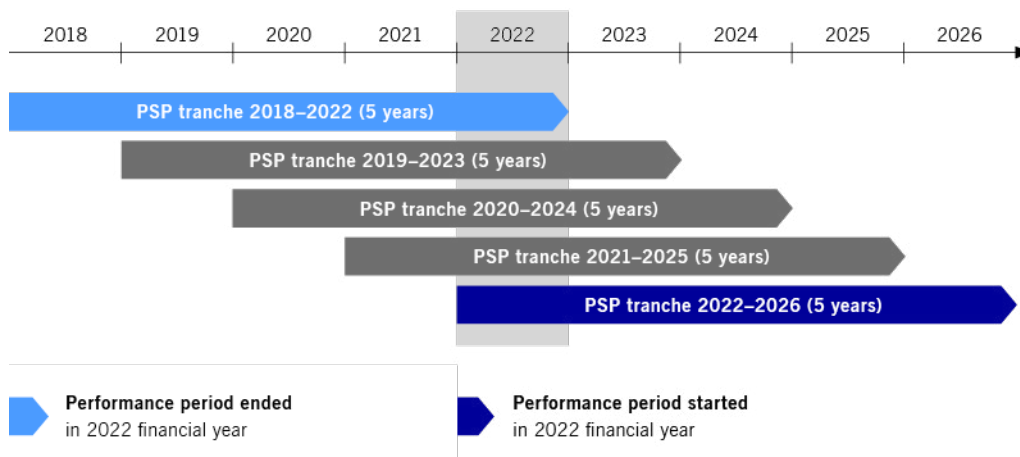 2018 2019 2020 2021 2022 2023 2024 2025 2026
PSP tranche 2018–2022 (5 years)
PSP tranche 2019–2023 (5 years)
PSP tranche 2020–2024 (5 years)
PSP tranche 2021–2025 (5 years)
PSP tranche 2022–2026 (5 years)
Performance period ended
in 2022 financial year
Performance period started
in 2022 financial year